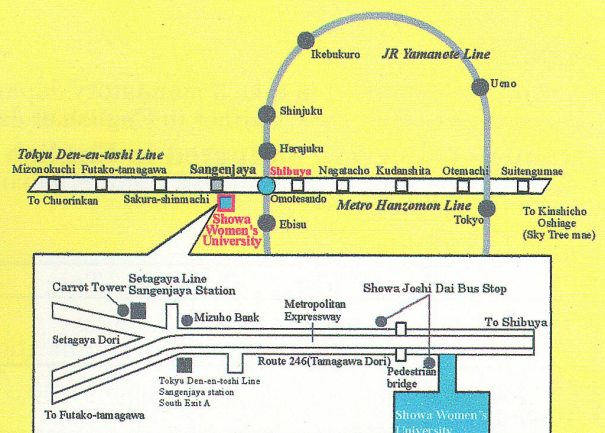 Ikebukuro
JR Yamanote Line
Ueno
Shinjuku
Harajuku
Tokyu Den-en-toshi Line
Mizonokuchi Futako-tamagawa Sangenjaya Shibuya Nagatacho Kudanshita Otemachi Suitengumae
To Chuorinkan
Sakura-shinmachi
Omotesando
Metro Hanzomon Line
Tokyo
To Kinshicho
Oshiage
(Sky Tree mae)
Showa
Women's
University
Ebisu
Setagaya Line
Sangenjaya Station
Carrot Tower
Mizuho Bank
Metropolitan
Expressway
Showa Joshi Dai Bus Stop
To Shibuya
Setagaya Dori
Route 246(Tamagawa Dori)
Pedestrian
bridge
Tokyu Den-en-toshi Line
Sangenjaya station
South Exit A
To Futako-tamagawa
Showa Women's
University